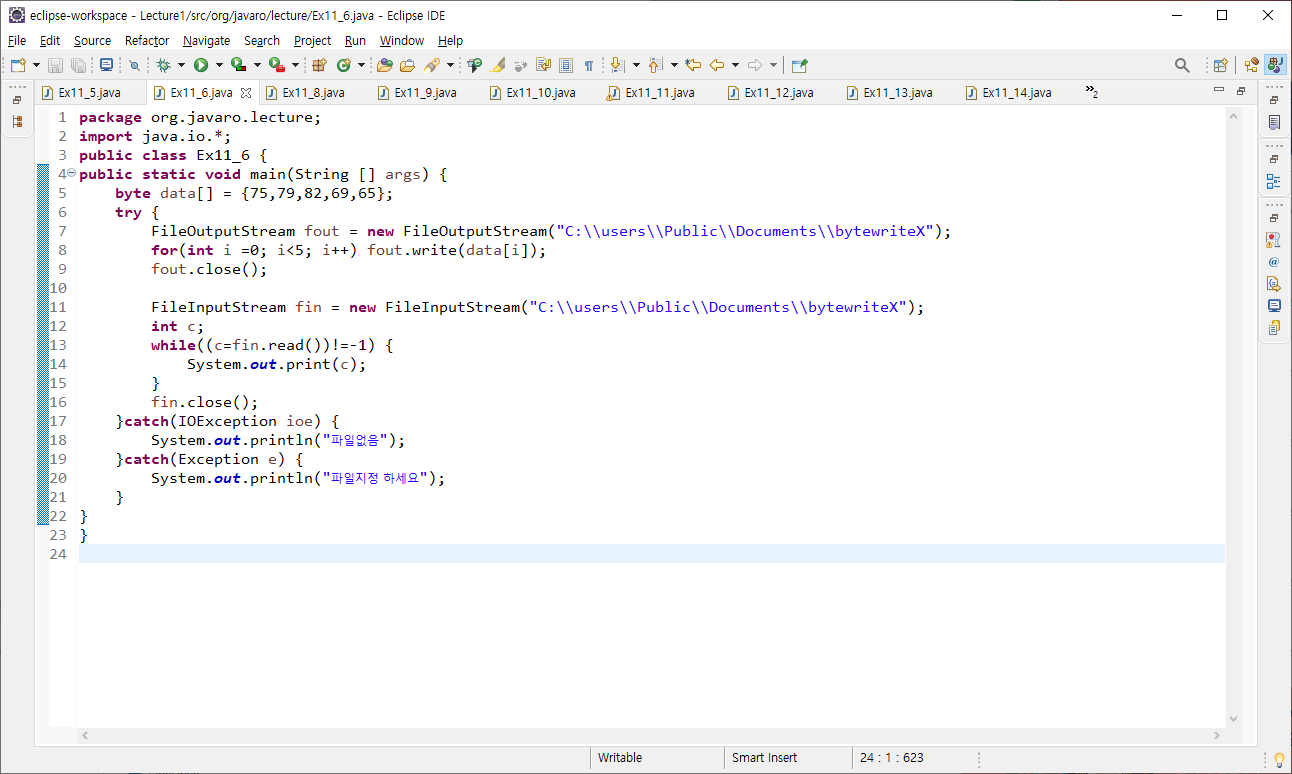 eclipse-workspace - Lecture1/src/org/javaro/lecture/Ex11_6.java - Eclipse IDE
File Edit Source Refactor Navigate Search Project Run Window Help
Ex11_5.java Ex11_6.java Ex11_8.java Ex11_9.java Ex11_10.java Ex11_11.java Ex11_12.java Ex11_13.java Ex11_14.java »2
1 package org.javaro.lecture;
2 import java.io.*;
3 public class Ex11_6 {
4 public static void main(String [] args) {
5     byte data[] = {75,79,82,69,65};
6     try {
7         FileOutputStream fout = new FileOutputStream("C:\\users\\Public\\Documents\\bytewriteX");
8         for(int i =0; i<5; i++) fout.write(data[i]);
9         fout.close();
10
11         FileInputStream fin = new FileInputStream("C:\\users\\Public\\Documents\\bytewriteX");
12         int c;
13         while((c=fin.read())!=-1) {
14             System.out.print(c);
15         }
16         fin.close();
17     }catch(IOException ioe) {
18         System.out.println("파일없음");
19     }catch(Exception e) {
20         System.out.println("파일지정 하세요");
21     }
22 }
23 }
24
Writable Smart Insert 24 : 1 : 623